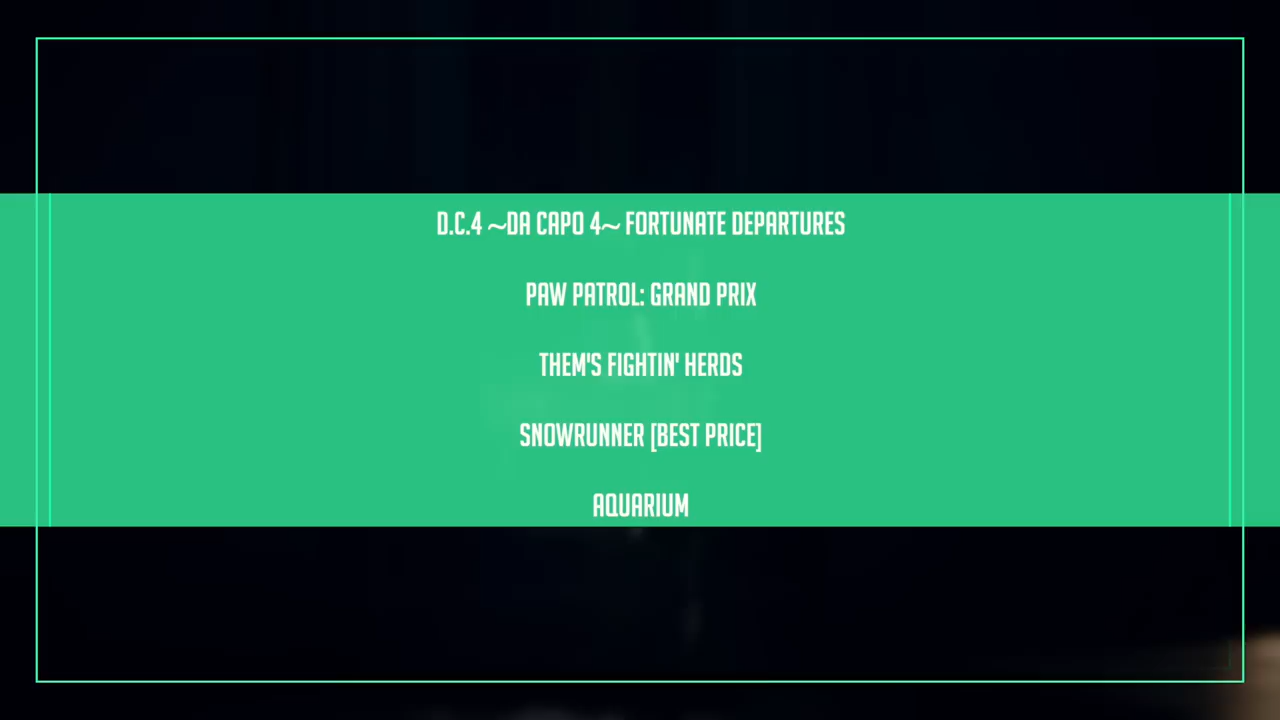 D.C.4 ~DA CAPO 4~ FORTUNATE DEPARTURES
PAW PATROL: GRAND PRIX
THEM'S FIGHTIN' HERDS
SNOWRUNNER [BEST PRICE]
AQUARIUM